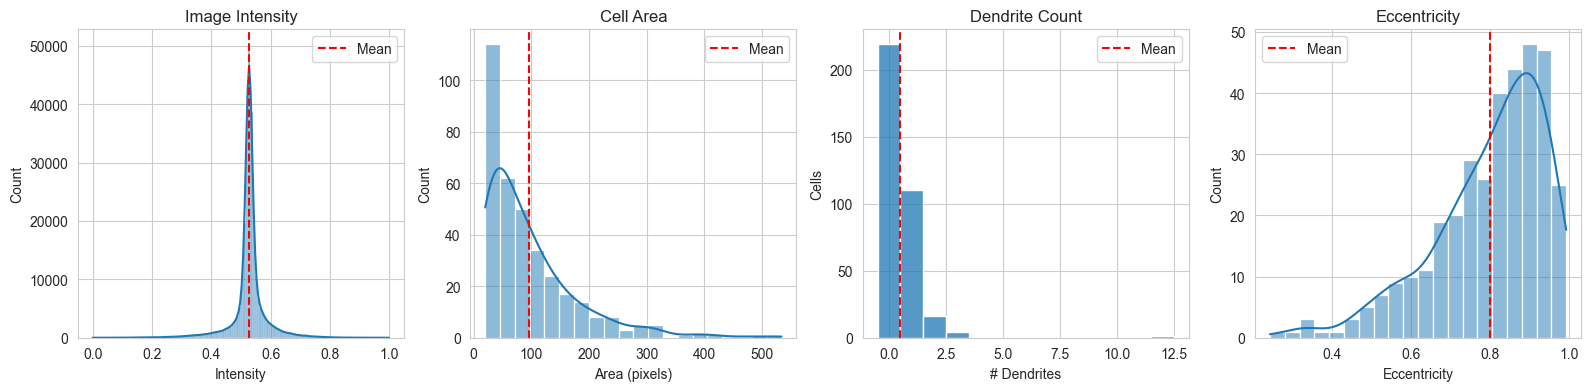 Image Intensity
Mean
50000
40000
30000
20000
10000
0
Count
0.0 0.2 0.4 0.6 0.8 1.0
Intensity
Cell Area
Mean
100
80
60
40
20
0
Count
0 100 200 300 400 500
Area (pixels)
Dendrite Count
Mean
200
150
100
50
0
Cells
0.0 2.5 5.0 7.5 10.0 12.5
# Dendrites
Eccentricity
Mean
50
40
30
20
10
0
Count
0.4 0.6 0.8 1.0
Eccentricity